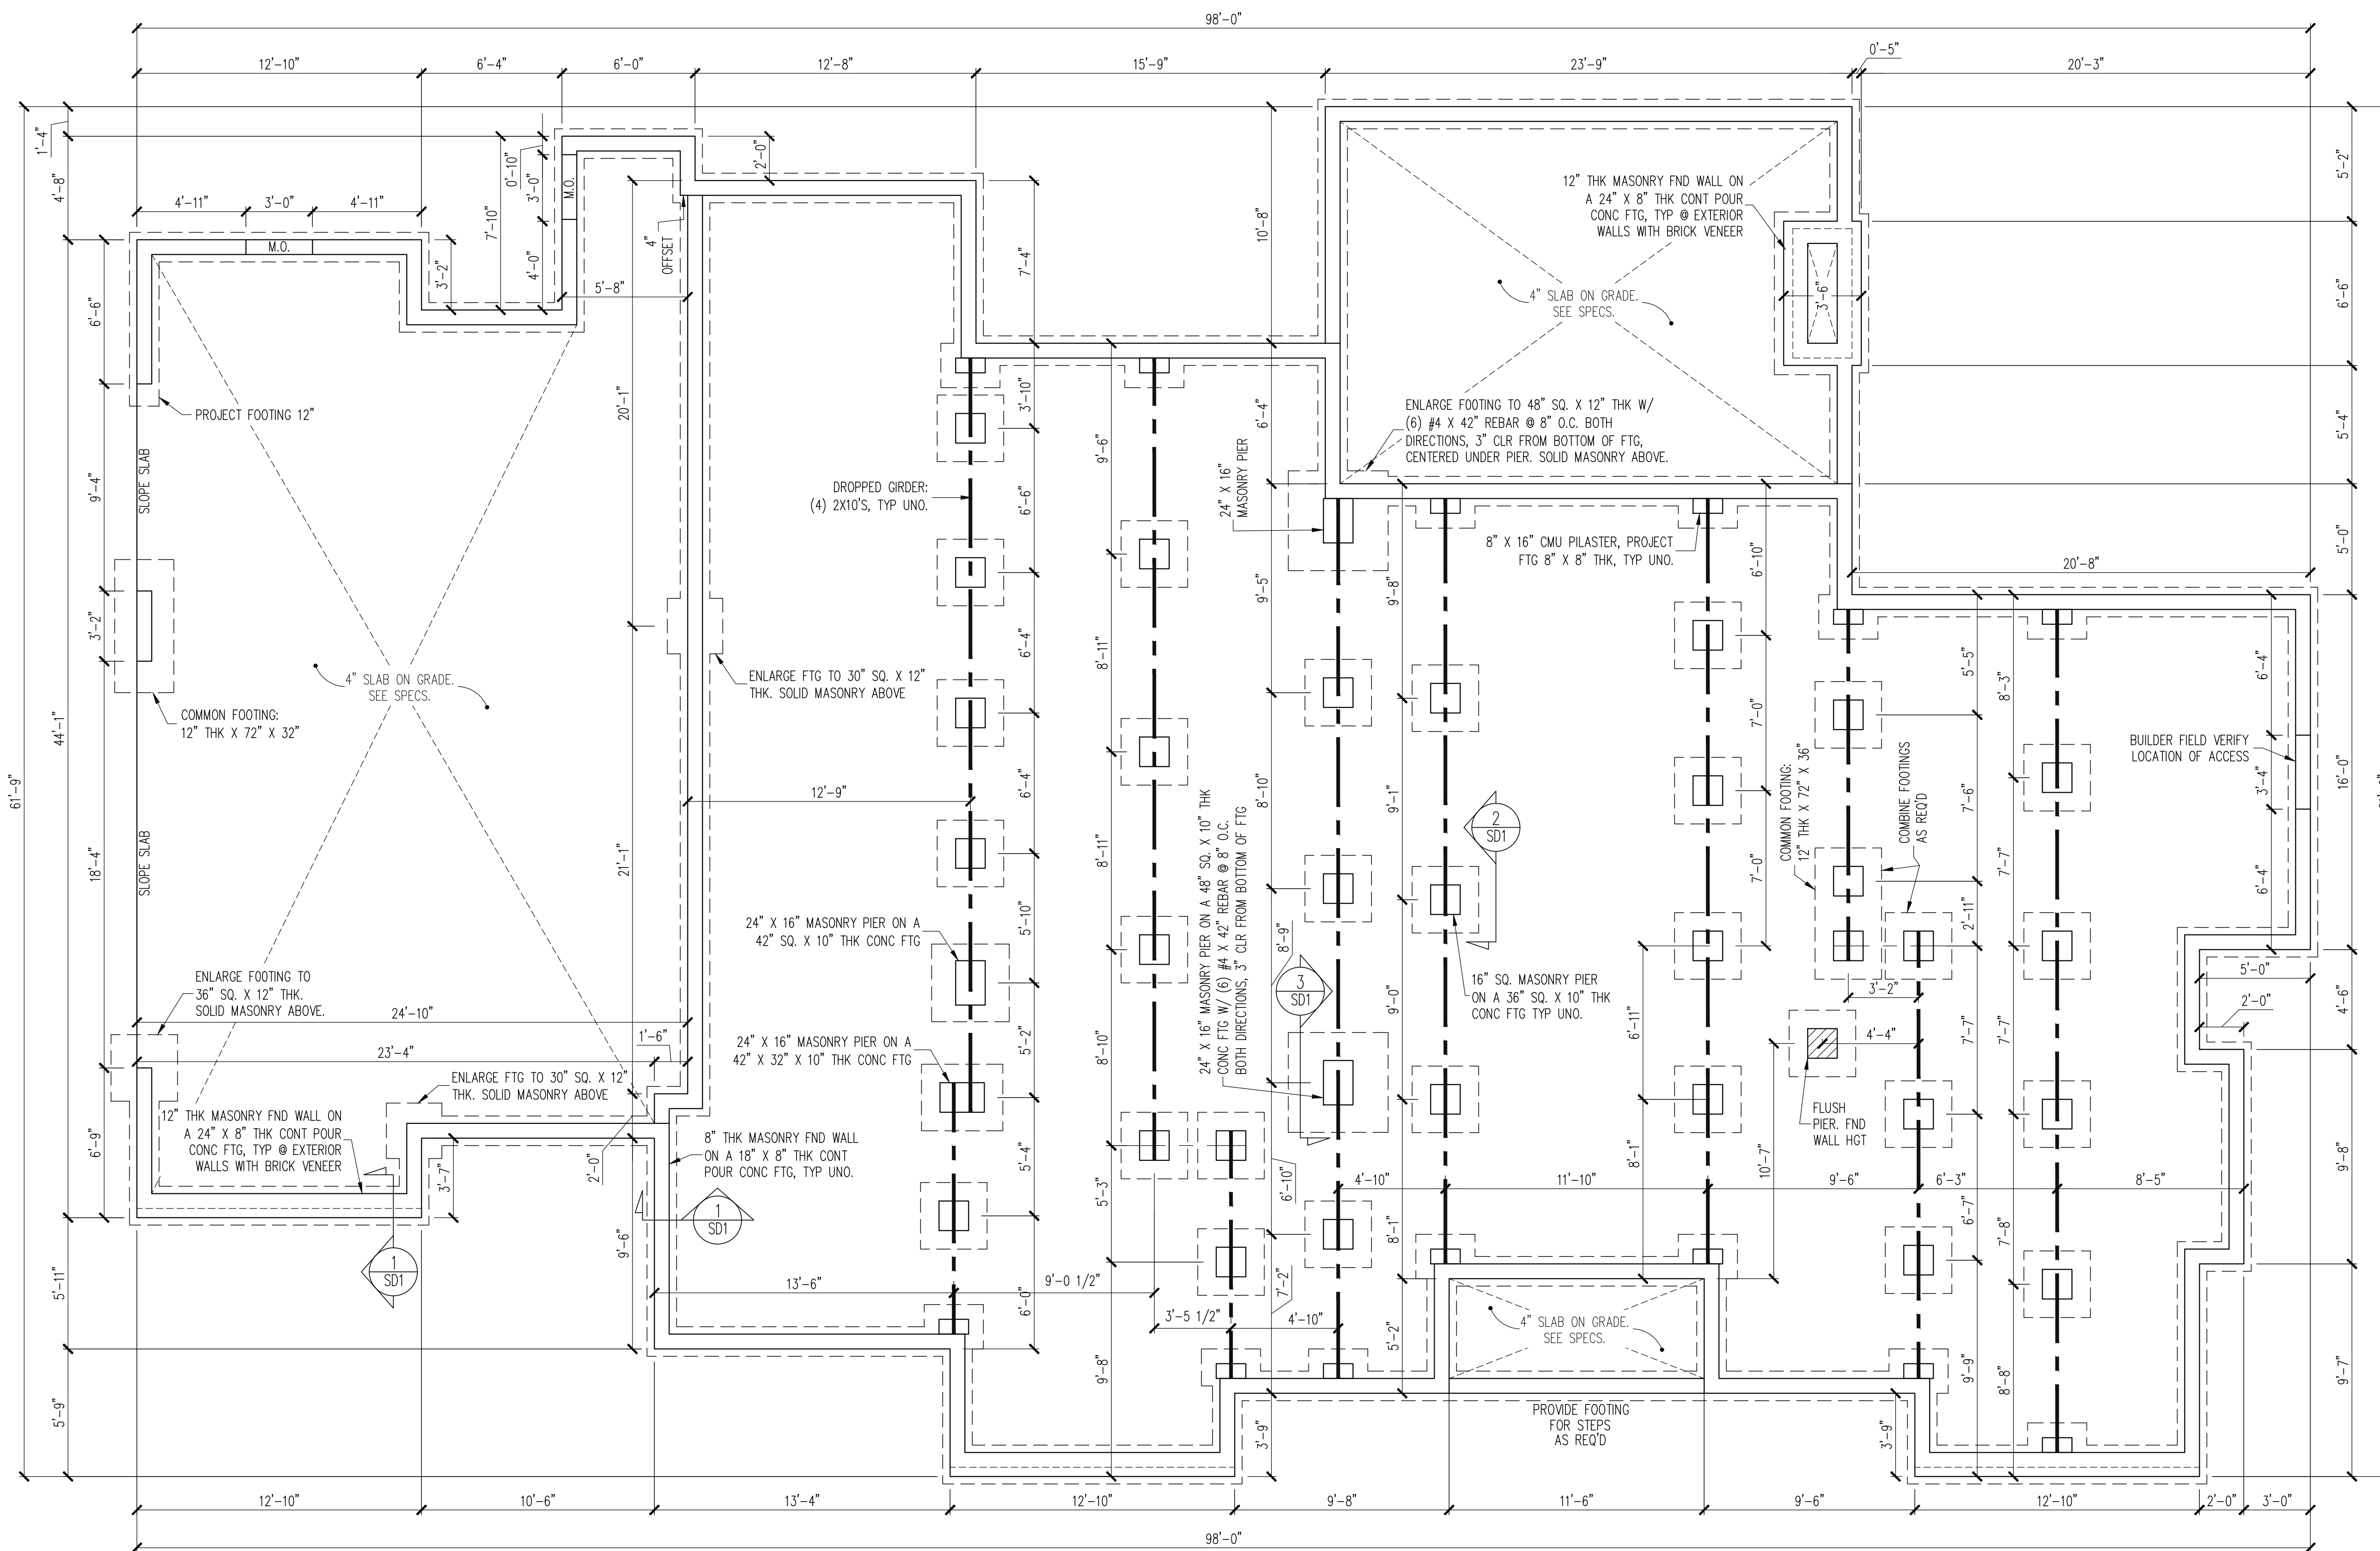 98'-0"
0'-5"
12'-10"
6'-4"
6'-0"
12'-8"
15'-9"
23'-9"
20'-3"
1'-4"
4'-8"
0'-10"
3'-0"
M.O.
2'-0"
7'-10"
4'-0"
4'-11"
3'-0"
4'-11"
M.O.
3'-2"
4"
OFFSET
5'-8"
7'-4"
10'-8"
5'-2"
6'-6"
5'-4"
5'-0"
12" THK MASONRY FND WALL ON
A 24" X 8" THK CONT POUR
CONC FTG, TYP @ EXTERIOR
WALLS WITH BRICK VENEER
3'-6"
4" SLAB ON GRADE.
SEE SPECS.
6'-6"
PROJECT FOOTING 12"
20'-1"
3'-10"
9'-6"
6'-4"
ENLARGE FOOTING TO 48" SQ. X 12" THK W/
(6) #4 X 42" REBAR @ 8" O.C. BOTH
DIRECTIONS, 3" CLR FROM BOTTOM OF FTG,
CENTERED UNDER PIER. SOLID MASONRY ABOVE.
24" X 16"
MASONRY PIER
SLOPE SLAB
9'-4"
DROPPED GIRDER:
(4) 2X10'S, TYP UNO.
6'-6"
8" X 16" CMU PILASTER, PROJECT
FTG 8" X 8" THK, TYP UNO.
6'-10"
20'-8"
9'-5"
9'-8"
3'-2"
6'-4"
8'-11"
7'-0"
5'-5"
8'-3"
6'-4"
4" SLAB ON GRADE.
SEE SPECS.
ENLARGE FTG TO 30" SQ. X 12"
THK. SOLID MASONRY ABOVE
COMMON FOOTING:
12" THK X 72" X 32"
44'-1"
61'-9"
BUILDER FIELD VERIFY
LOCATION OF ACCESS
16'-0"
3'-4"
6'-4"
12'-9"
6'-4"
8'-10"
9'-1"
2
SD1
COMMON FOOTING:
12" THK X 72" X 36"
COMBINE FOOTINGS
AS REQ'D
7'-6"
7'-0"
7'-7"
2'-11"
SLOPE SLAB
18'-4"
21'-1"
8'-11"
24" X 16" MASONRY PIER ON A 48" SQ. X 10" THK
CONC FTG W/ (6) #4 X 42" REBAR @ 8" O.C.
BOTH DIRECTIONS, 3" CLR FROM BOTTOM OF FTG
24" X 16" MASONRY PIER ON A
42" SQ. X 10" THK CONC FTG
5'-10"
8'-9"
3
SD1
9'-0"
16" SQ. MASONRY PIER
ON A 36" SQ. X 10" THK
CONC FTG TYP UNO.
6'-11"
3'-2"
5'-0"
2'-0"
4'-6"
ENLARGE FOOTING TO
36" SQ. X 12" THK.
SOLID MASONRY ABOVE.
24'-10"
23'-4"
1'-6"
24" X 16" MASONRY PIER ON A
42" X 32" X 10" THK CONC FTG
5'-2"
8'-10"
4'-4"
7'-7"
7'-7"
ENLARGE FTG TO 30" SQ. X 12"
THK. SOLID MASONRY ABOVE
12" THK MASONRY FND WALL ON
A 24" X 8" THK CONT POUR
CONC FTG, TYP @ EXTERIOR
WALLS WITH BRICK VENEER
6'-9"
3'-7"
2'-0"
8" THK MASONRY FND WALL
ON A 18" X 8" THK CONT
POUR CONC FTG, TYP UNO.
5'-4"
5'-3"
FLUSH
PIER. FND
WALL HGT
10'-7"
8'-1"
9'-8"
6'-10"
4'-10"
11'-10"
9'-6"
6'-3"
8'-5"
1
SD1
1
SD1
9'-6"
5'-11"
13'-6"
9'-0 1/2"
6'-0"
3'-5 1/2"
4'-10"
7'-2"
8'-1"
5'-2"
6'-7"
7'-8"
4" SLAB ON GRADE.
SEE SPECS.
9'-8"
9'-9"
8'-8"
9'-7"
5'-9"
3'-9"
PROVIDE FOOTING
FOR STEPS
AS REQ'D
3'-9"
12'-10"
10'-6"
13'-4"
12'-10"
9'-8"
11'-6"
9'-6"
12'-10"
2'-0"
3'-0"
98'-0"